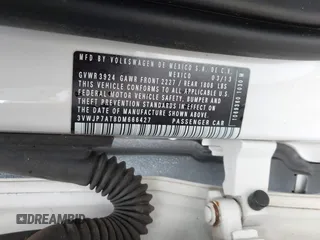 MFD BY VOLKSWAGEN DE MEXICO S.A. DE C.V.
MEXICO 03/13
GVWR 3924 GAWR FRONT 2227 / REAR 1800 LBS
THIS VEHICLE CONFORMS TO ALL APPLICABLE
FEDERAL MOTOR VEHICLE SAFETY, BUMPER AND
THEFT PREVENTION STANDARDS IN EFFECT ON
THE DATE OF MANUFACTURE SHOWN ABOVE
3VWJP7AT8DM666427 PASSENGER CAR
DREAMBID